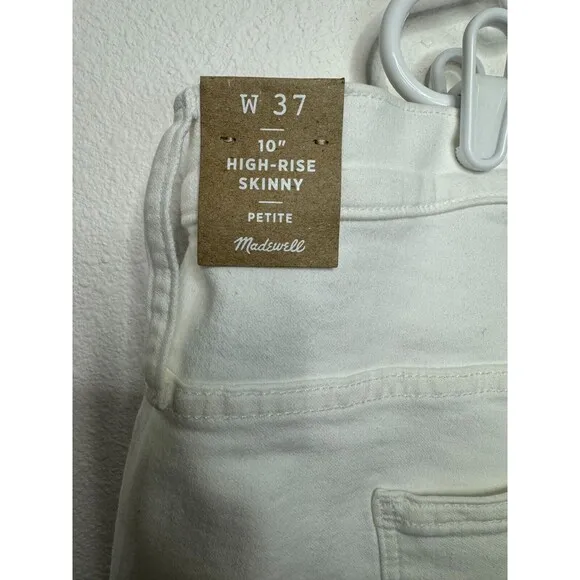 W 37
10"
HIGH-RISE
SKINNY
PETITE
Madewell